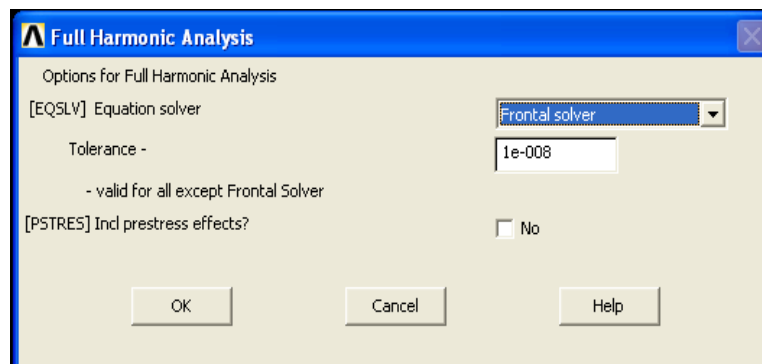 Full Harmonic Analysis
Options for Full Harmonic Analysis
[EQSLV] Equation solver Frontal solver
Tolerance - 1e-008
- valid for all except Frontal Solver
[PSTRES] Incl prestress effects? No
OK Cancel Help